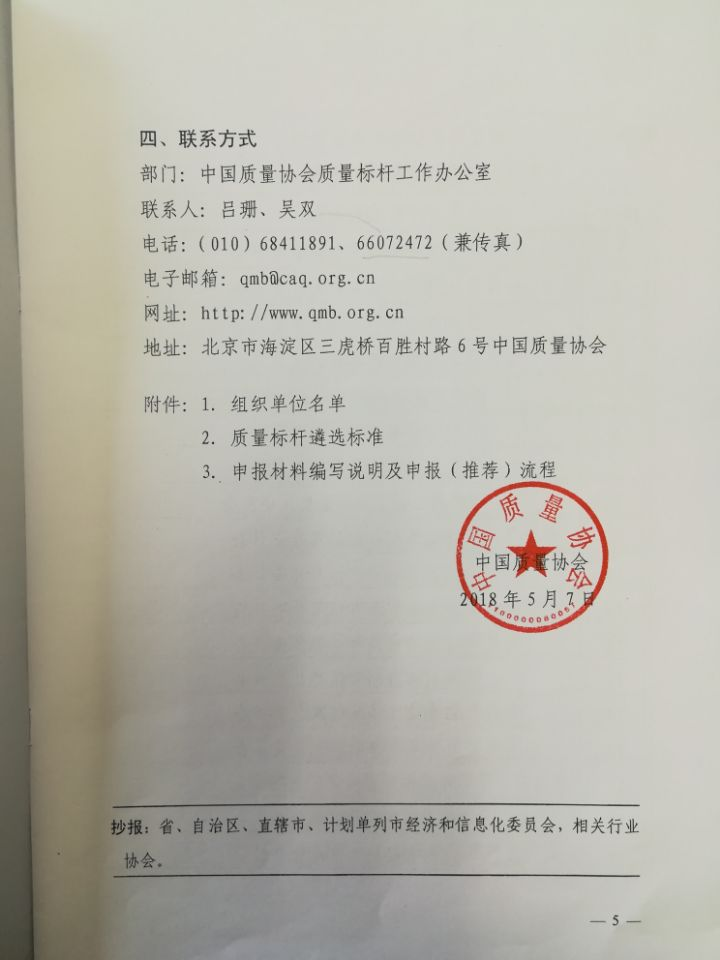 四、联系方式
部门：中国质量协会质量标杆工作办公室
联系人：吕珊、吴双
电话：（010）68411891、66072472（兼传真）
电子邮箱：qmb@caq.org.cn
网址：http://www.qmb.org.cn
地址：北京市海淀区三虎桥百胜村路 6 号中国质量协会
附件：1. 组织单位名单
2. 质量标杆遴选标准
3. 申报材料编写说明及申报（推荐）流程
中国质量协会
中国质量协会
2018 年 5 月 7 日
抄报：省、自治区、直辖市、计划单列市经济和信息化委员会，相关行业
协会。
— 5 —